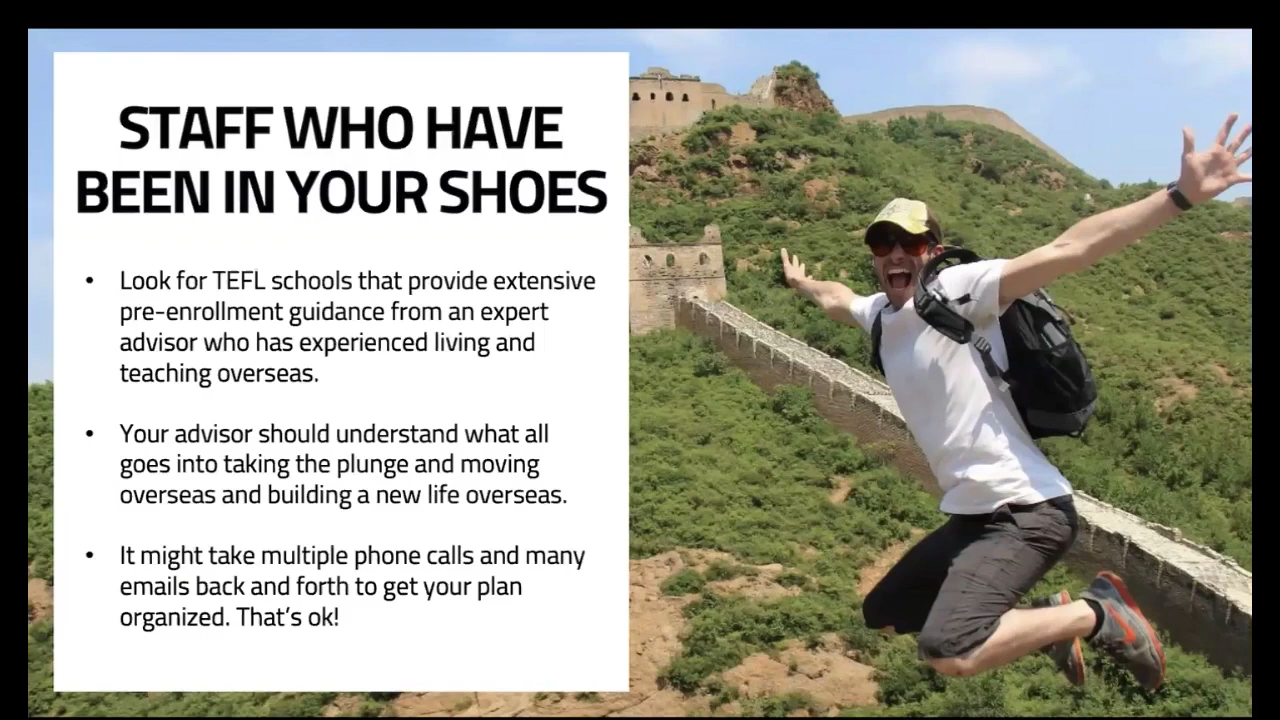 STAFF WHO HAVE
BEEN IN YOUR SHOES
• Look for TEFL schools that provide extensive
pre-enrollment guidance from an expert
advisor who has experienced living and
teaching overseas.
• Your advisor should understand what all
goes into taking the plunge and moving
overseas and building a new life overseas.
• It might take multiple phone calls and many
emails back and forth to get your plan
organized. That's ok!